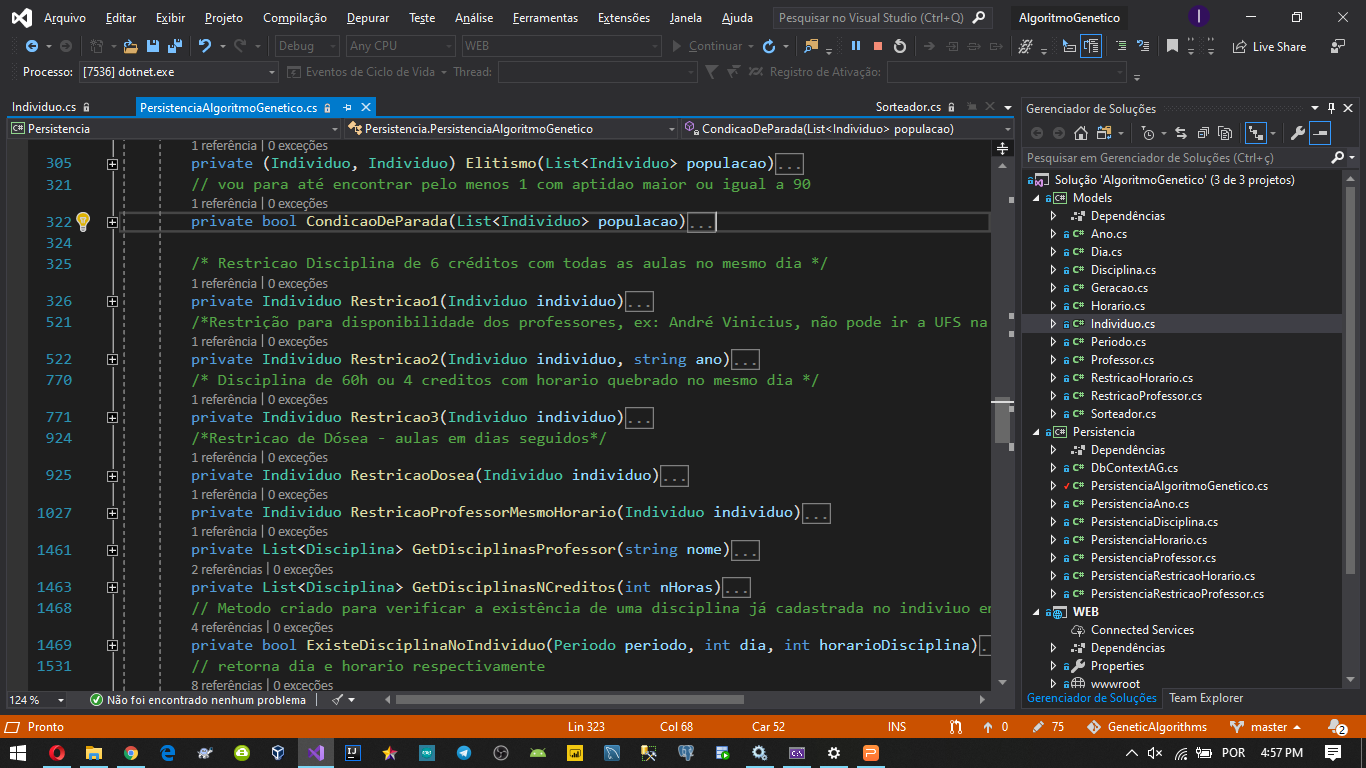 Arquivo Editar Exibir Projeto Compilação Depurar Teste Análise Ferramentas Extensões Janela Ajuda Pesquisar no Visual Studio (Ctrl+Q) AlgoritmoGenetico I
Debug Any CPU WEB Continuar Live Share
Processo: [7536] dotnet.exe Eventos de Ciclo de Vida Thread: Registro de Ativação:
Individuo.cs PersistenciaAlgoritmoGenetico.cs Sorteador.cs
Persistencia Persistencia.PersistenciaAlgoritmoGenetico CondicaoDeParada(List<Individuo> populacao)
1 referência | 0 exceções
305 private (Individuo, Individuo) Elitismo(List<Individuo> populacao)...
321 // vou para até encontrar pelo menos 1 com aptidao maior ou igual a 90
1 referência | 0 exceções
322 private bool CondicaoDeParada(List<Individuo> populacao)...
324
325 /* Restricao Disciplina de 6 créditos com todas as aulas no mesmo dia */
1 referência | 0 exceções
326 private Individuo Restricao1(Individuo individuo)...
521 /*Restrição para disponibilidade dos professores, ex: André Vinicius, não pode ir a UFS na
1 referência | 0 exceções
522 private Individuo Restricao2(Individuo individuo, string ano)...
770 /* Disciplina de 60h ou 4 creditos com horario quebrado no mesmo dia */
1 referência | 0 exceções
771 private Individuo Restricao3(Individuo individuo)...
924 /*Restricao de Dósea - aulas em dias seguidos*/
1 referência | 0 exceções
925 private Individuo RestricaoDosea(Individuo individuo)...
1 referência | 0 exceções
1027 private Individuo RestricaoProfessorMesmoHorario(Individuo individuo)...
1 referência | 0 exceções
1461 private List<Disciplina> GetDisciplinasProfessor(string nome)...
2 referências | 0 exceções
1463 private List<Disciplina> GetDisciplinasNCreditos(int nHoras)...
1468 // Metodo criado para verificar a existência de uma disciplina já cadastrada no indiviuo en
4 referências | 0 exceções
1469 private bool ExisteDisciplinaNoIndividuo(Periodo periodo, int dia, int horarioDisciplina)..
1531 // retorna dia e horario respectivamente
8 referências | 0 exceções
124 % Não foi encontrado nenhum problema
Gerenciador de Soluções
Pesquisar em Gerenciador de Soluções (Ctrl+ç)
Solução 'AlgoritmoGenetico' (3 de 3 projetos)
C# Models
Dependências
C# Ano.cs
C# Dia.cs
C# Disciplina.cs
C# Geracao.cs
C# Horario.cs
C# Individuo.cs
C# Periodo.cs
C# Professor.cs
C# RestricaoHorario.cs
C# RestricaoProfessor.cs
C# Sorteador.cs
C# Persistencia
Dependências
C# DbContextAG.cs
C# PersistenciaAlgoritmoGenetico.cs
C# PersistenciaAno.cs
C# PersistenciaDisciplina.cs
C# PersistenciaHorario.cs
C# PersistenciaProfessor.cs
C# PersistenciaRestricaoHorario.cs
C# PersistenciaRestricaoProfessor.cs
WEB
Connected Services
Dependências
Properties
wwwroot
Gerenciador de Soluções Team Explorer
Pronto Lin 323 Col 68 Car 52 INS 0 75 GeneticAlgorithms master 2
POR 4:57 PM